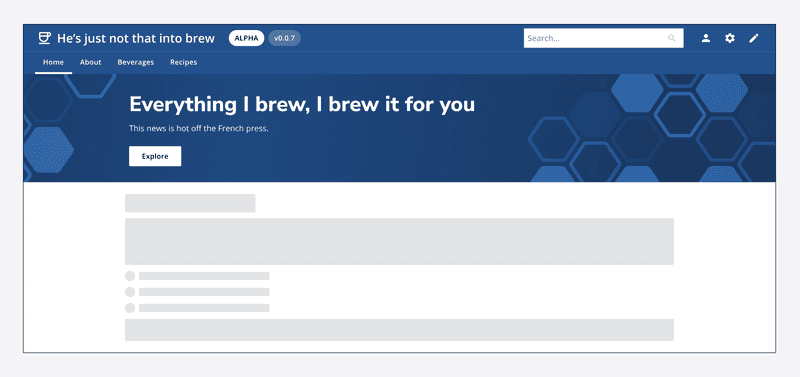 He's just not that into brew
ALPHA
v0.0.7
Search...
Home
About
Beverages
Recipes
Everything I brew, I brew it for you
This news is hot off the French press.
Explore